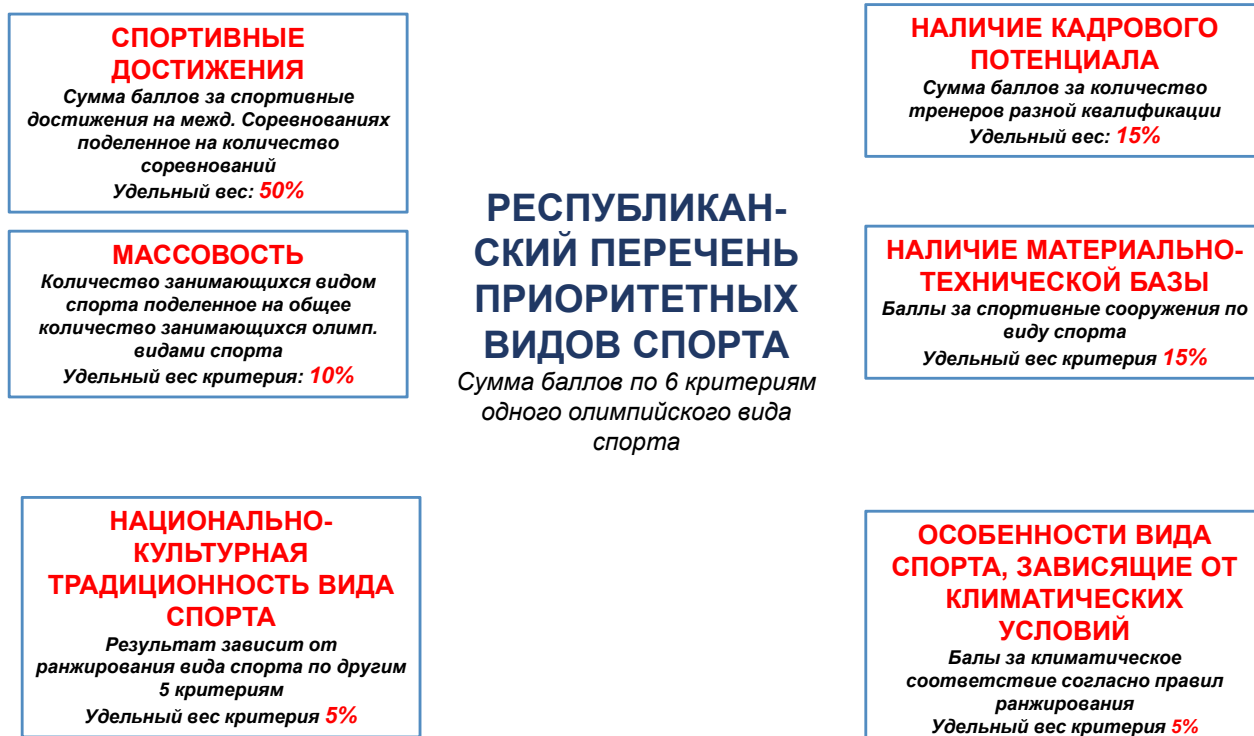 СПОРТИВНЫЕ
ДОСТИЖЕНИЯ
Сумма баллов за спортивные
достижения на межд. Соревнованиях
поделенное на количество
соревнований
Удельный вес: 50%
МАССОВОСТЬ
Количество занимающихся видом
спорта поделенное на общее
количество занимающихся олимп.
видами спорта
Удельный вес критерия: 10%
НАЦИОНАЛЬНО-
КУЛЬТУРНАЯ
ТРАДИЦИОННОСТЬ ВИДА
СПОРТА
Результат зависит от
ранжирования вида спорта по другим
5 критериям
Удельный вес критерия 5%
РЕСПУБЛИКАН-
СКИЙ ПЕРЕЧЕНЬ
ПРИОРИТЕТНЫХ
ВИДОВ СПОРТА
Сумма баллов по 6 критериям
одного олимпийского вида
спорта
НАЛИЧИЕ КАДРОВОГО
ПОТЕНЦИАЛА
Сумма баллов за количество
тренеров разной квалификации
Удельный вес: 15%
НАЛИЧИЕ МАТЕРИАЛЬНО-
ТЕХНИЧЕСКОЙ БАЗЫ
Баллы за спортивные сооружения по
виду спорта
Удельный вес критерия 15%
ОСОБЕННОСТИ ВИДА
СПОРТА, ЗАВИСЯЩИЕ ОТ
КЛИМАТИЧЕСКИХ
УСЛОВИЙ
Балы за климатическое
соответствие согласно правил
ранжирования
Удельный вес критерия 5%